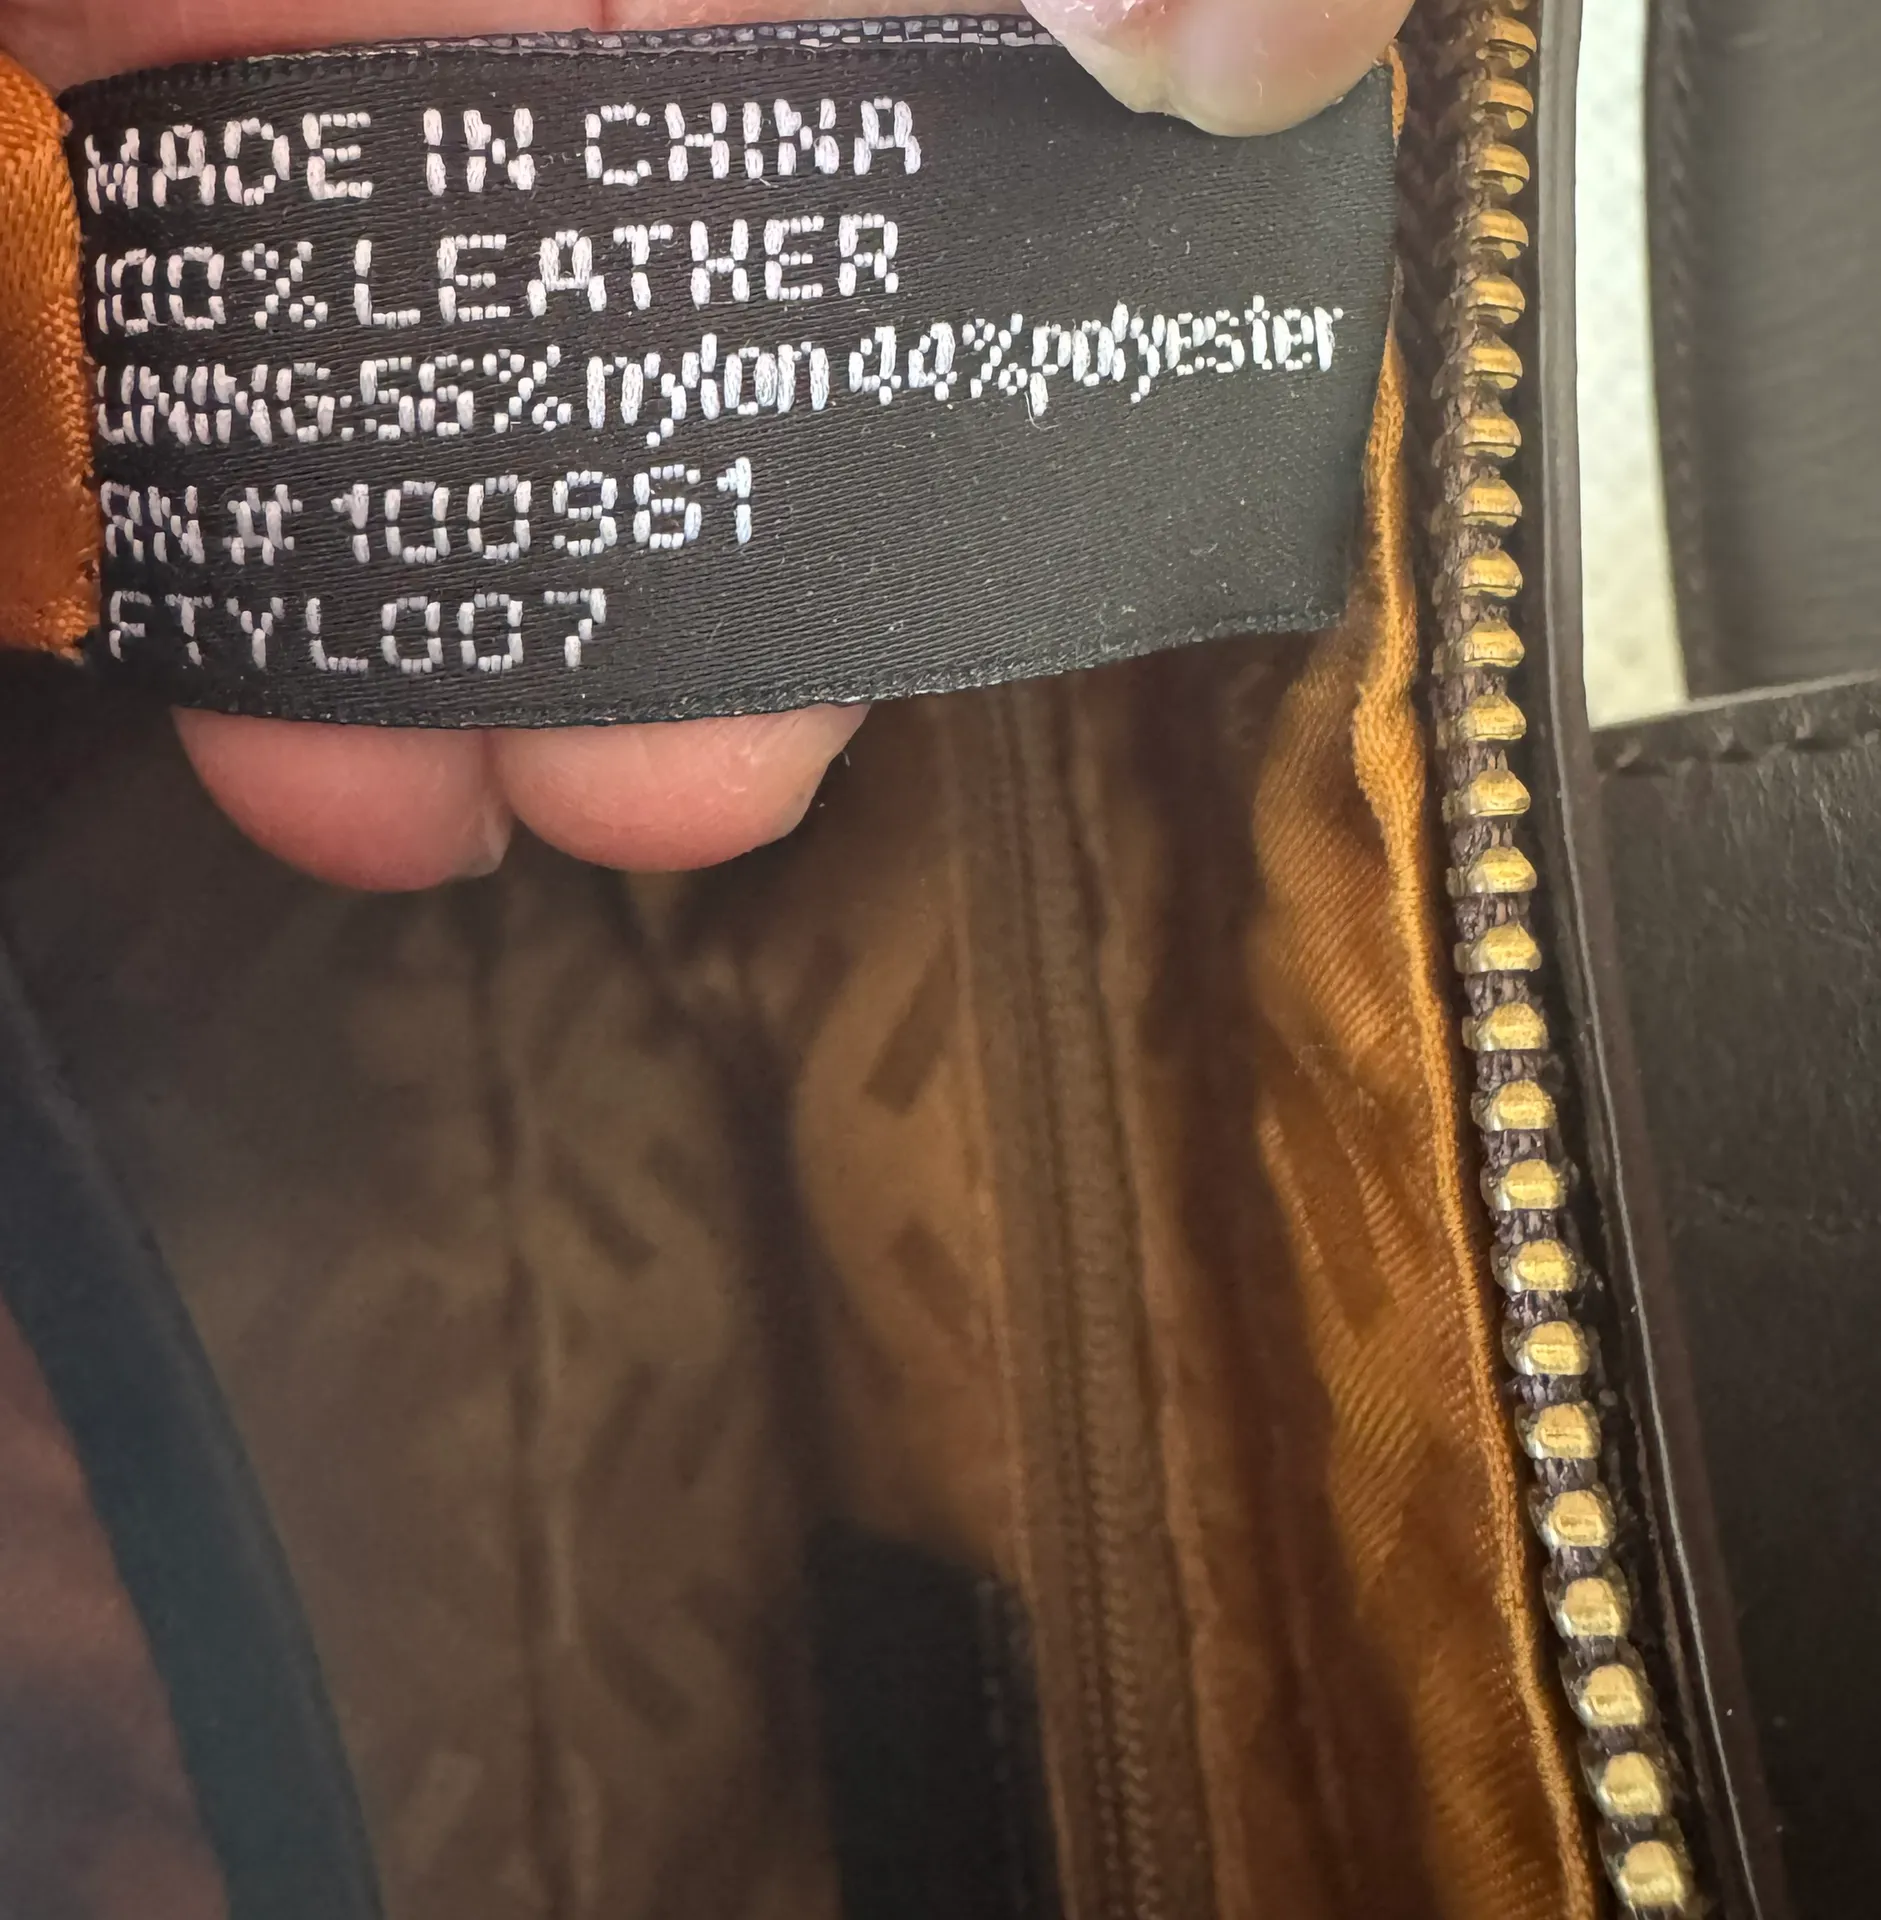 MADE IN CHINA
100% LEATHER
LINING:56% nylon 44% polyester
RN # 100961
FTYL007